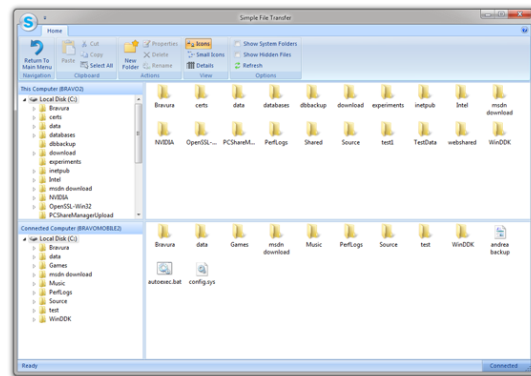 Simple File Transfer
Home
Return To
Main Menu
Navigation
Paste
Cut
Copy
Select All
Clipboard
New
Folder
Properties
Delete
Rename
Actions
Icons
Small Icons
Details
View
Show System Folders
Show Hidden Files
Refresh
Options
This Computer (BRAVO2)
Local Disk (C:)
Bravura
certs
data
databases
dbbackup
download
experiments
inetpub
Intel
msdn download
NVIDIA
OpenSSL-Win32
PCShareManagerUpload
Bravura certs data databases dbbackup download experiments inetpub Intel msdn
download
NVIDIA OpenSSL-... PCShareM... PerfLogs Shared Source test1 TestData webshared WinDDK
Connected Computer (BRAVOMOBILE2)
Local Disk (C:)
Bravura
data
Games
msdn download
Music
PerfLogs
Source
test
WinDDK
Bravura data Games msdn
download Music PerfLogs Source test WinDDK andrea
backup
autoexec.bat config.sys
Ready
Connected